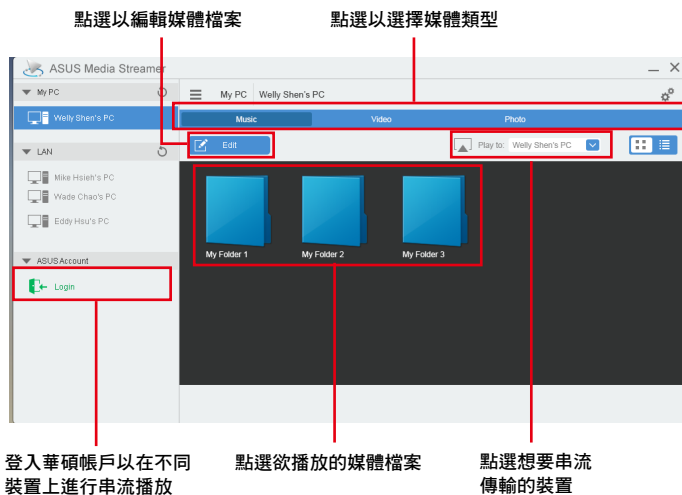 點選以編輯媒體檔案
點選以選擇媒體類型
ASUS Media Streamer
My PC
My PC Welly Shen's PC
Welly Shen's PC
Music Video Photo
Edit
Play to: Welly Shen's PC
LAN
Mike Hsieh's PC
Wade Chao's PC
Eddy Hsu's PC
My Folder 1 My Folder 2 My Folder 3
ASUS Account
Login
登入華碩帳戶以在不同
裝置上進行串流播放
點選欲播放的媒體檔案
點選想要串流
傳輸的裝置